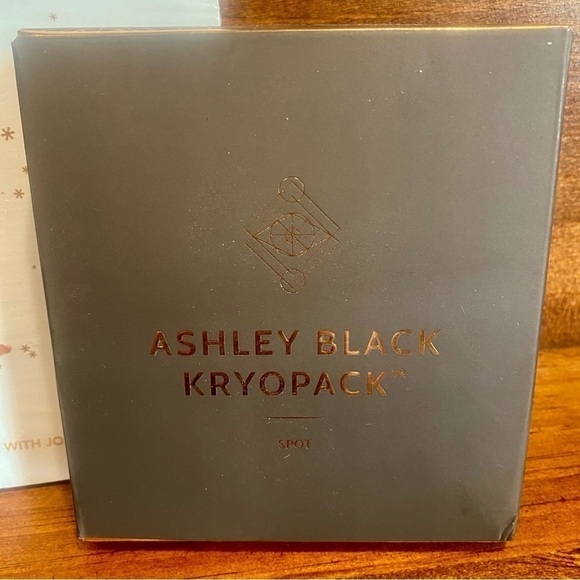 ASHLEY BLACK
KRYOPACK™
SPOT
WITH JO